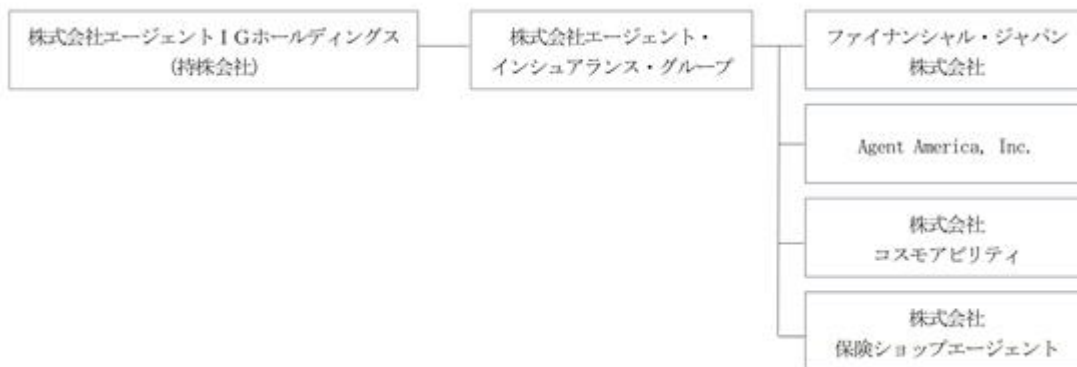 株式会社エージェントＩＧホールディングス
(持株会社)
株式会社エージェント・
インシュアランス・グループ
ファイナンシャル・ジャパン
株式会社
Agent America, Inc.
株式会社
コスモアビリティ
株式会社
保険ショップエージェント